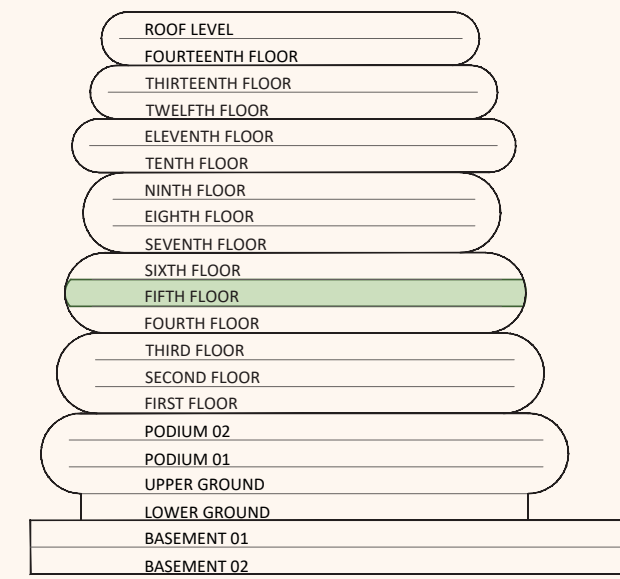 ROOF LEVEL
FOURTEENTH FLOOR
THIRTEENTH FLOOR
TWELFTH FLOOR
ELEVENTH FLOOR
TENTH FLOOR
NINTH FLOOR
EIGHTH FLOOR
SEVENTH FLOOR
SIXTH FLOOR
FIFTH FLOOR
FOURTH FLOOR
THIRD FLOOR
SECOND FLOOR
FIRST FLOOR
PODIUM 02
PODIUM 01
UPPER GROUND
LOWER GROUND
BASEMENT 01
BASEMENT 02